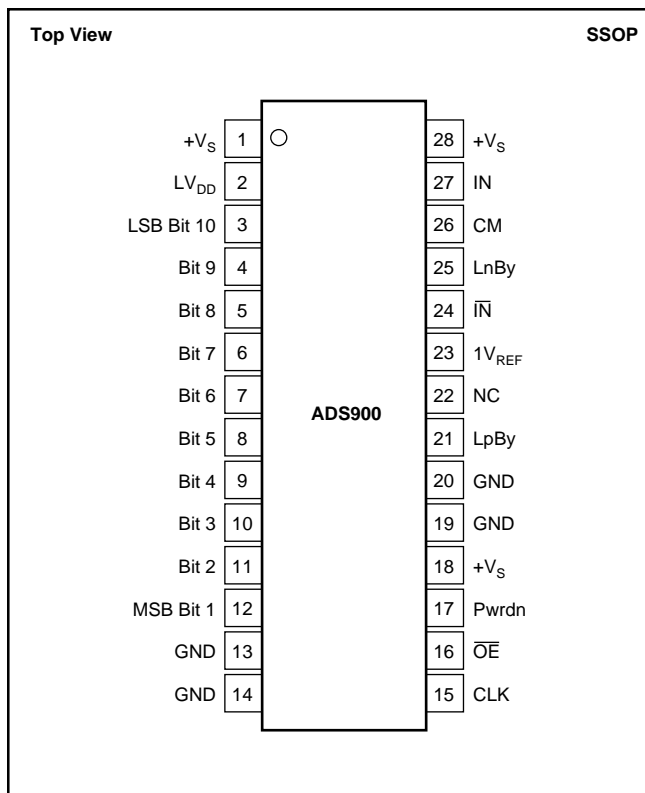 Top View SSOP
+VS 1 28 +VS
LVDD 2 27 IN
LSB Bit 10 3 26 CM
Bit 9 4 25 LnBy
Bit 8 5 24 I̅N̅
Bit 7 6 23 1VREF
Bit 6 7 22 NC
ADS900
Bit 5 8 21 LpBy
Bit 4 9 20 GND
Bit 3 10 19 GND
Bit 2 11 18 +VS
MSB Bit 1 12 17 Pwrdn
GND 13 16 O̅E̅
GND 14 15 CLK